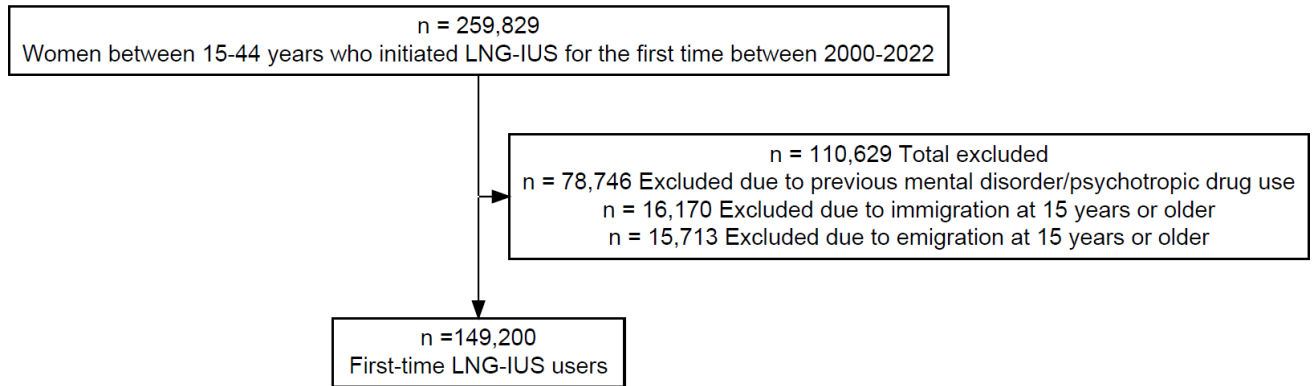 n = 259,829
Women between 15-44 years who initiated LNG-IUS for the first time between 2000-2022
n = 110,629 Total excluded
n = 78,746 Excluded due to previous mental disorder/psychotropic drug use
n = 16,170 Excluded due to immigration at 15 years or older
n = 15,713 Excluded due to emigration at 15 years or older
n =149,200
First-time LNG-IUS users